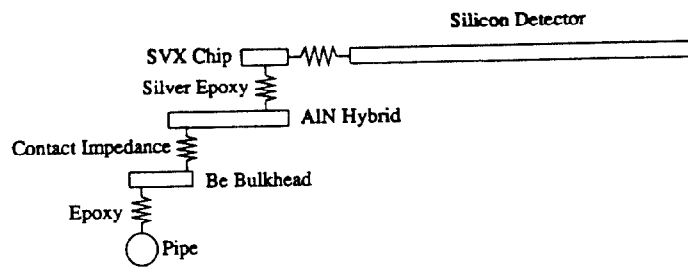 Silicon Detector
SVX Chip
Silver Epoxy
AlN Hybrid
Contact Impedance
Be Bulkhead
Epoxy
Pipe